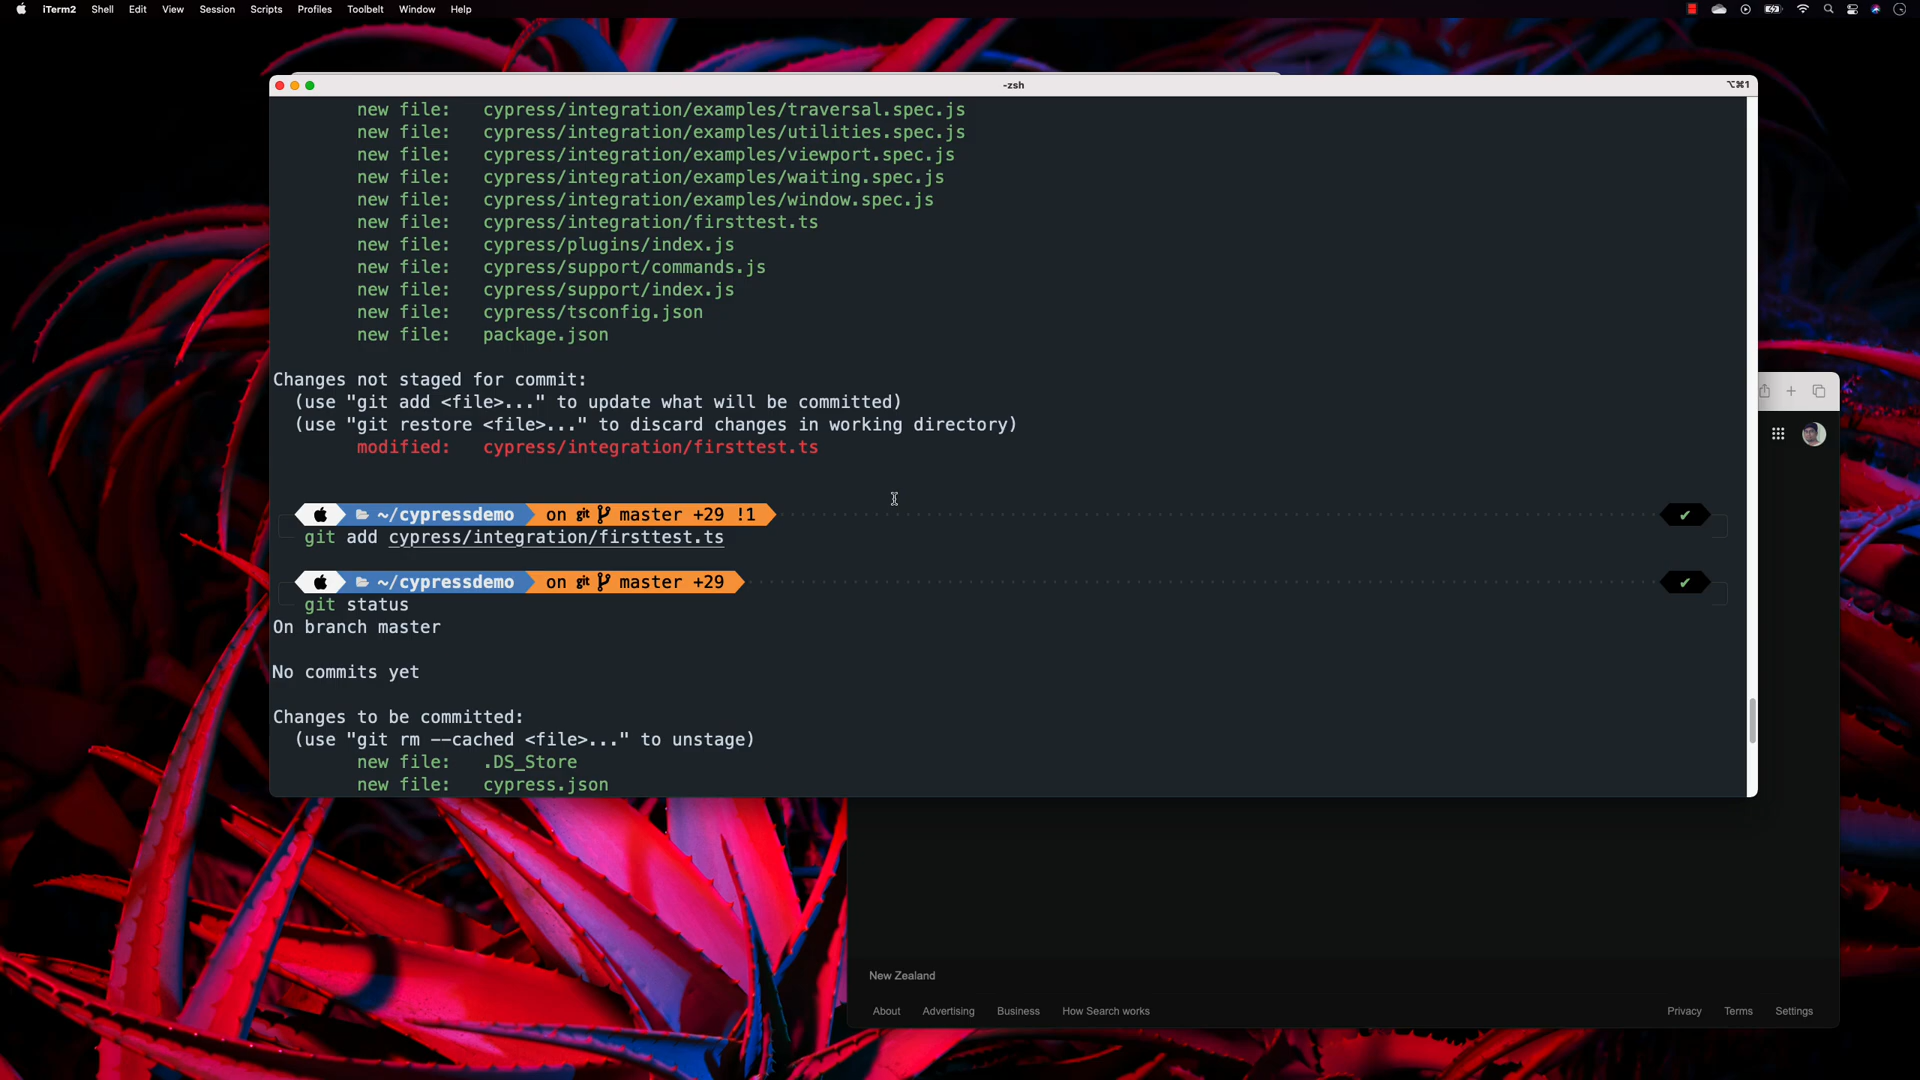 iTerm2 Shell Edit View Session Scripts Profiles Toolbelt Window Help
-zsh ⌥⌘1
new file: cypress/integration/examples/traversal.spec.js
new file: cypress/integration/examples/utilities.spec.js
new file: cypress/integration/examples/viewport.spec.js
new file: cypress/integration/examples/waiting.spec.js
new file: cypress/integration/examples/window.spec.js
new file: cypress/integration/firsttest.ts
new file: cypress/plugins/index.js
new file: cypress/support/commands.js
new file: cypress/support/index.js
new file: cypress/tsconfig.json
new file: package.json
Changes not staged for commit:
(use "git add <file>..." to update what will be committed)
(use "git restore <file>..." to discard changes in working directory)
modified: cypress/integration/firsttest.ts
~/cypressdemo on git master +29 !1 ✔
git add cypress/integration/firsttest.ts
~/cypressdemo on git master +29 ✔
git status
On branch master
No commits yet
Changes to be committed:
(use "git rm --cached <file>..." to unstage)
new file: .DS_Store
new file: cypress.json
New Zealand
About Advertising Business How Search works Privacy Terms Settings